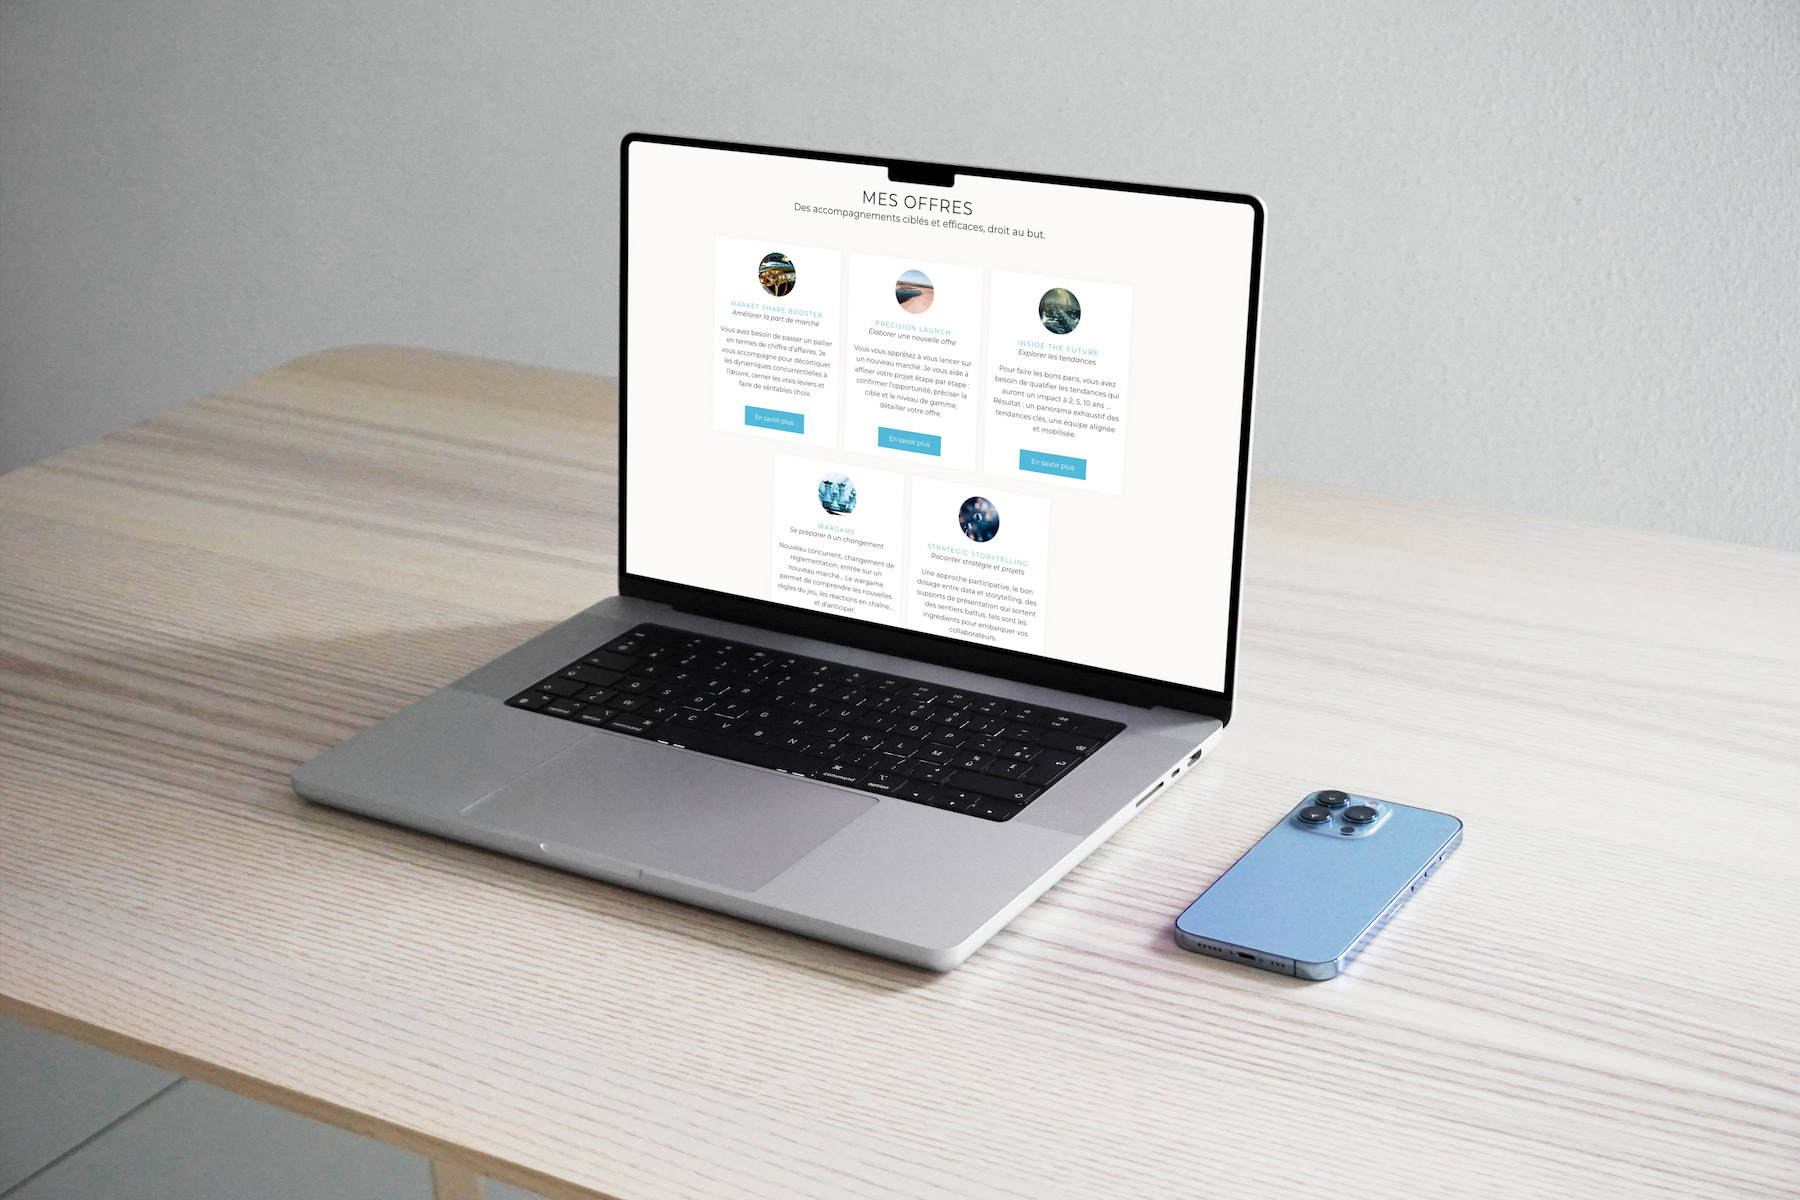 MES OFFRES
Des accompagnements ciblés et efficaces, droit au but.
MARKET SHARE BOOSTER
Améliorer la part de marché
Vous avez besoin de passer un pallier
en termes de chiffre d'affaires. Je
vous accompagne pour décortiquer
les dynamiques concurrentielles à
l'œuvre, cerner les vrais leviers et
faire de véritables choix.
En savoir plus
PRECISION LAUNCH
Élaborer une nouvelle offre
Vous vous apprêtez à vous lancer sur
un nouveau marché. Je vous aide à
affiner votre projet étape par étape :
confirmer l'opportunité, préciser la
cible et le niveau de gamme,
détailler votre offre.
En savoir plus
INSIDE THE FUTURE
Explorer les tendances
Pour faire les bons paris, vous avez
besoin de qualifier les tendances qui
auront un impact à 2, 5, 10 ans ...
Résultat : un panorama exhaustif des
tendances clés, une équipe alignée
et mobilisée.
En savoir plus
WARGAME
Se préparer à un changement
Nouveau concurrent, changement de
règlementation, entrée sur un
nouveau marché... Le wargame
permet de comprendre les nouvelles
règles du jeu, les réactions en chaîne...
et d'anticiper.
STRATEGIC STORYTELLING
Raconter stratégie et projets
Une approche participative, le bon
dosage entre data et storytelling, des
supports de présentation qui sortent
des sentiers battus, tels sont les
ingrédients pour embarquer vos
collaborateurs.
A Z E R T Y U I O P
Q S D F G H J K L M
W X C V B N
option command
command option